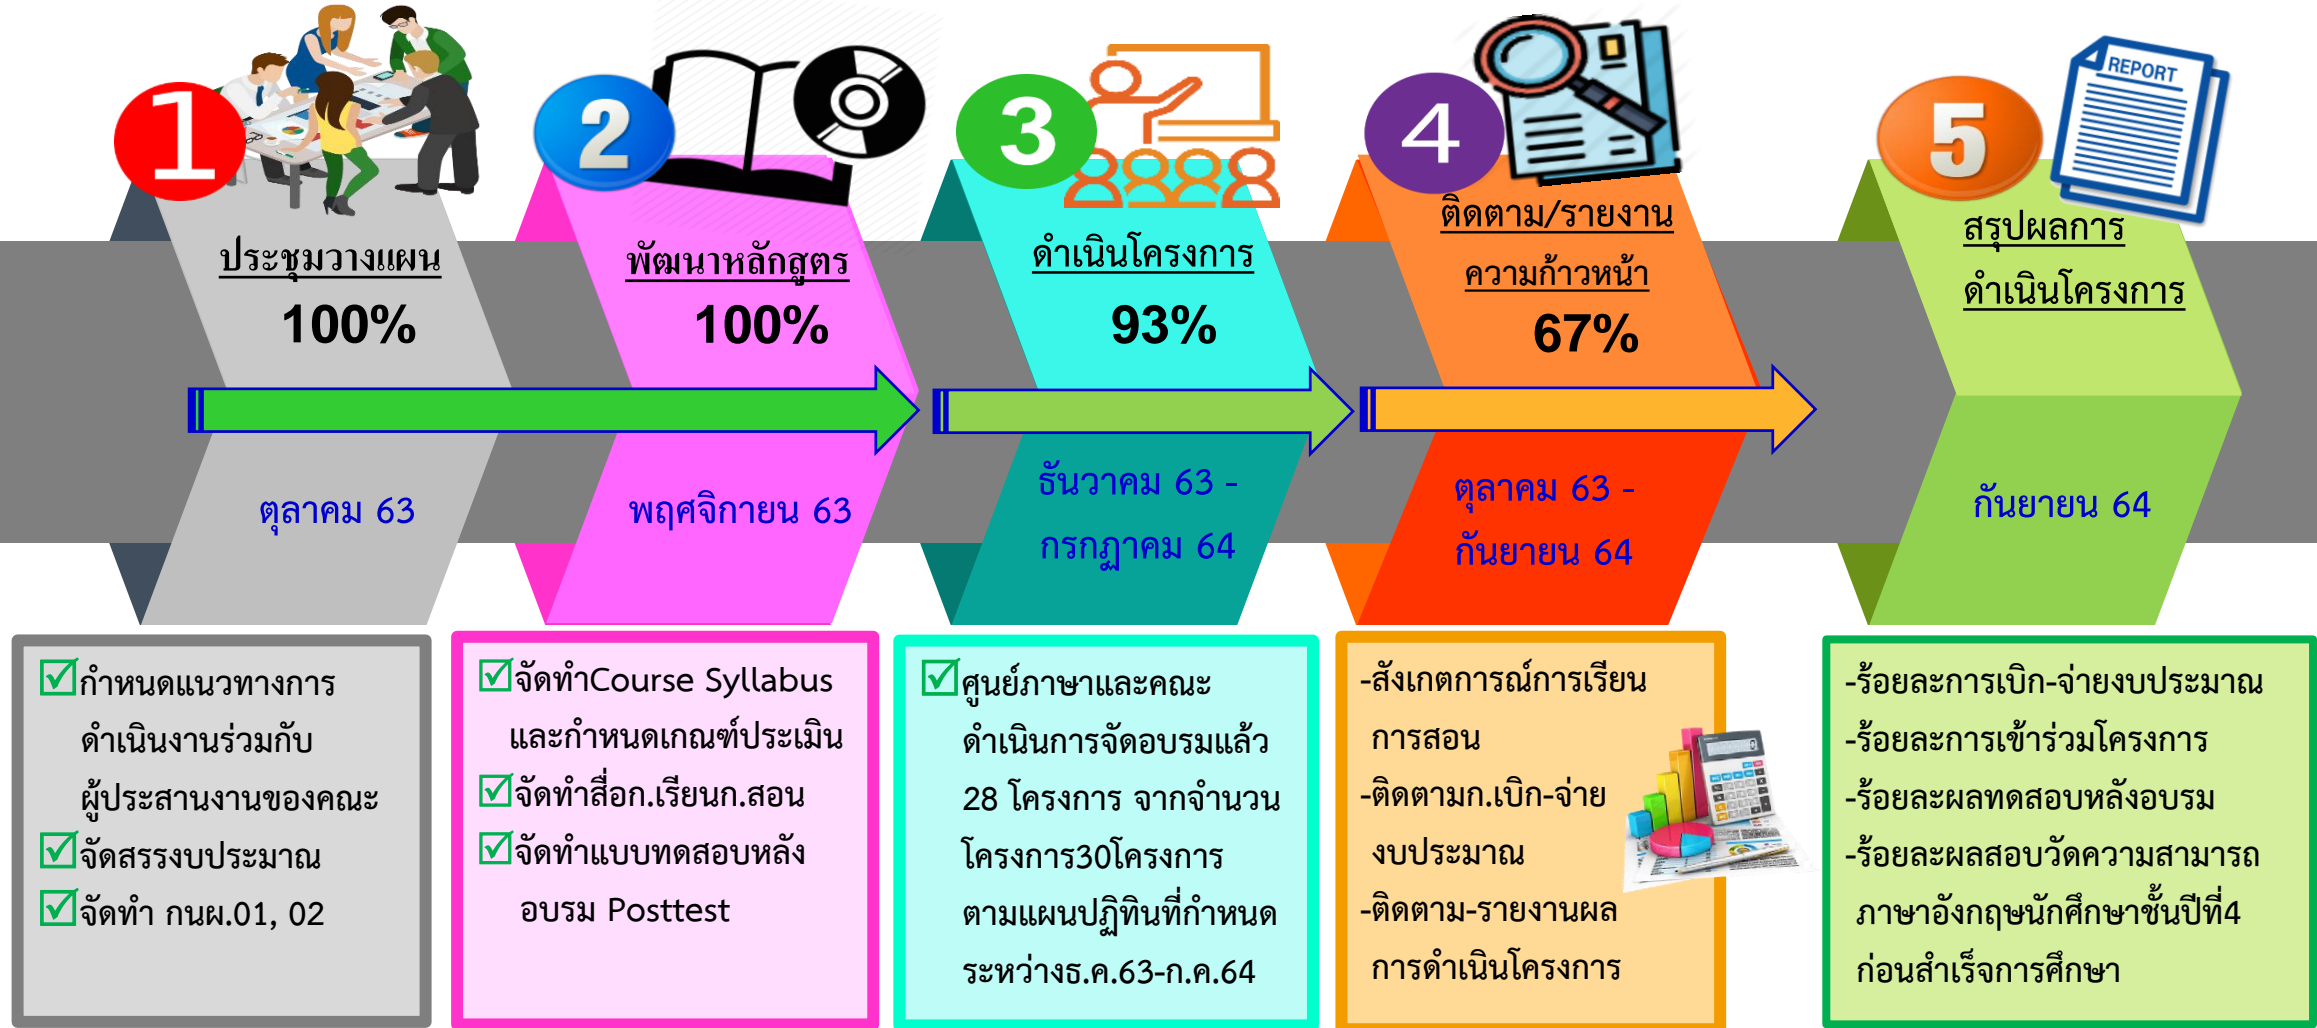 1
ประชุมวางแผน
100%
ตุลาคม 63
กำหนดแนวทางการ
ดำเนินงานร่วมกับ
ผู้ประสานงานของคณะ
จัดสรรงบประมาณ
จัดทำ กนผ.01, 02
2
พัฒนาหลักสูตร
100%
พฤศจิกายน 63
จัดทำCourse Syllabus
และกำหนดเกณฑ์ประเมิน
จัดทำสื่อก.เรียนก.สอน
จัดทำแบบทดสอบหลัง
อบรม Posttest
3
ดำเนินโครงการ
93%
ธันวาคม 63 -
กรกฎาคม 64
ศูนย์ภาษาและคณะ
ดำเนินการจัดอบรมแล้ว
28 โครงการ จากจำนวน
โครงการ30โครงการ
ตามแผนปฏิทินที่กำหนด
ระหว่างธ.ค.63-ก.ค.64
4
ติดตาม/รายงาน
ความก้าวหน้า
67%
ตุลาคม 63 -
กันยายน 64
-สังเกตการณ์การเรียน
การสอน
-ติดตามก.เบิก-จ่าย
งบประมาณ
-ติดตาม-รายงานผล
การดำเนินโครงการ
5
REPORT
สรุปผลการ
ดำเนินโครงการ
กันยายน 64
-ร้อยละการเบิก-จ่ายงบประมาณ
-ร้อยละการเข้าร่วมโครงการ
-ร้อยละผลทดสอบหลังอบรม
-ร้อยละผลสอบวัดความสามารถ
ภาษาอังกฤษนักศึกษาชั้นปีที่4
ก่อนสำเร็จการศึกษา